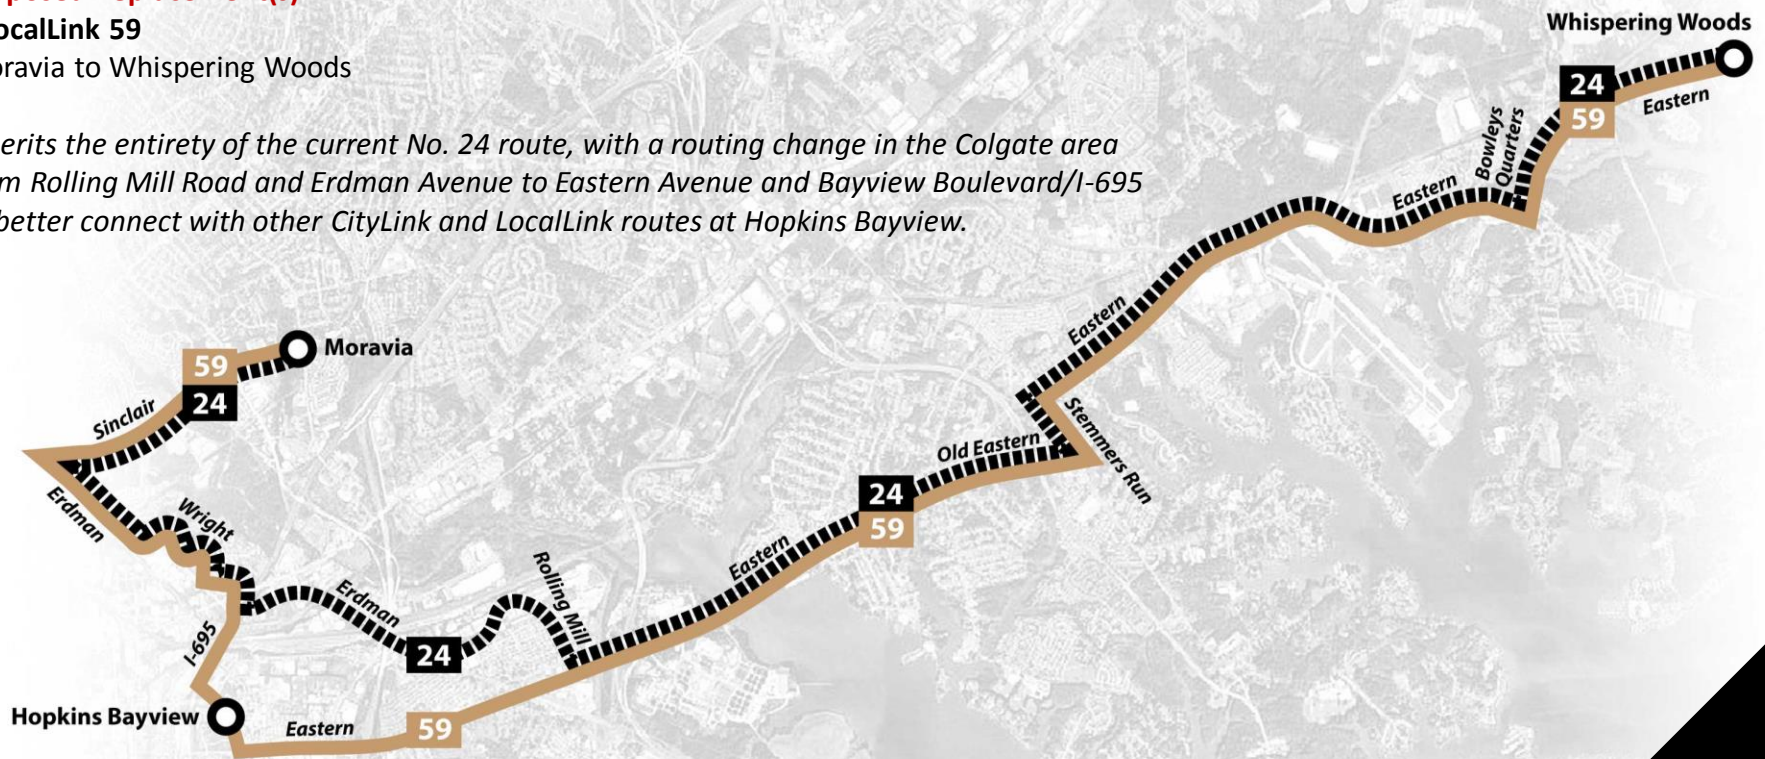 LocalLink 59
Moravia to Whispering Woods
erits the entirety of the current No. 24 route, with a routing change in the Colgate area
m Rolling Mill Road and Erdman Avenue to Eastern Avenue and Bayview Boulevard/I-695
better connect with other CityLink and LocalLink routes at Hopkins Bayview.
Whispering Woods
24
59
Eastern
Bowleys
Quarters
Eastern
Eastern
Moravia
59
24
Sinclair
Stemmers Run
Old Eastern
24
59
Erdman
Wright
Eastern
Rolling Mill
Erdman
24
I-695
Hopkins Bayview
Eastern
59